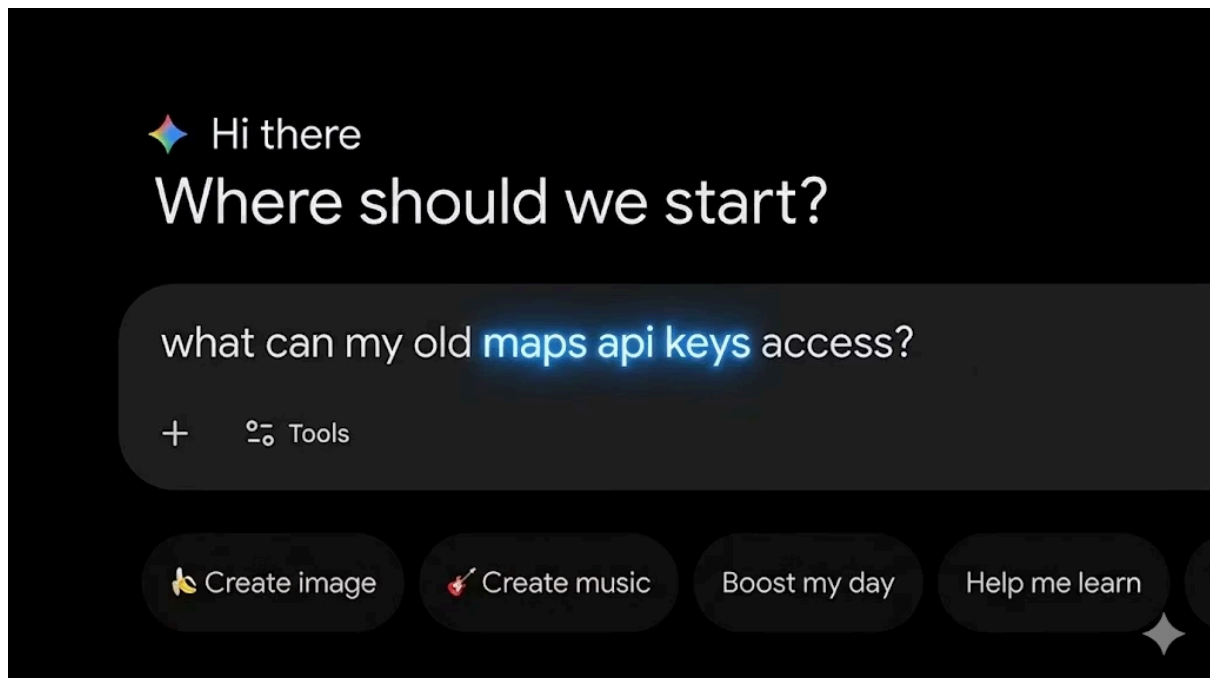 Hi there
Where should we start?
what can my old maps api keys access?
Tools
Create image
Create music
Boost my day
Help me learn